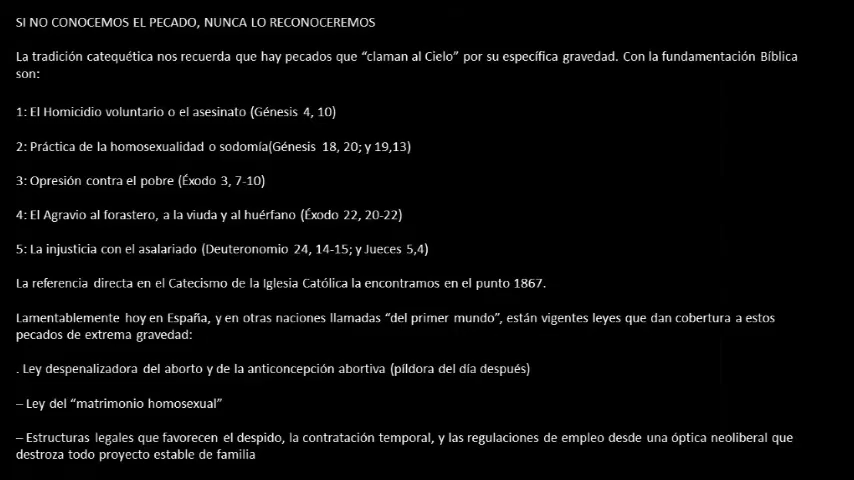 SI NO CONOCEMOS EL PECADO, NUNCA LO RECONOCEREMOS
La tradición catequética nos recuerda que hay pecados que “claman al Cielo” por su específica gravedad. Con la fundamentación Bíblica
son:
1: El Homicidio voluntario o el asesinato (Génesis 4, 10)
2: Práctica de la homosexualidad o sodomía(Génesis 18, 20; y 19,13)
3: Opresión contra el pobre (Éxodo 3, 7-10)
4: El Agravio al forastero, a la viuda y al huérfano (Éxodo 22, 20-22)
5: La injusticia con el asalariado (Deuteronomio 24, 14-15; y Jueces 5,4)
La referencia directa en el Catecismo de la Iglesia Católica la encontramos en el punto 1867.
Lamentablemente hoy en España, y en otras naciones llamadas “del primer mundo”, están vigentes leyes que dan cobertura a estos
pecados de extrema gravedad:
. Ley despenalizadora del aborto y de la anticoncepción abortiva (píldora del día después)
– Ley del “matrimonio homosexual”
– Estructuras legales que favorecen el despido, la contratación temporal, y las regulaciones de empleo desde una óptica neoliberal que
destroza todo proyecto estable de familia